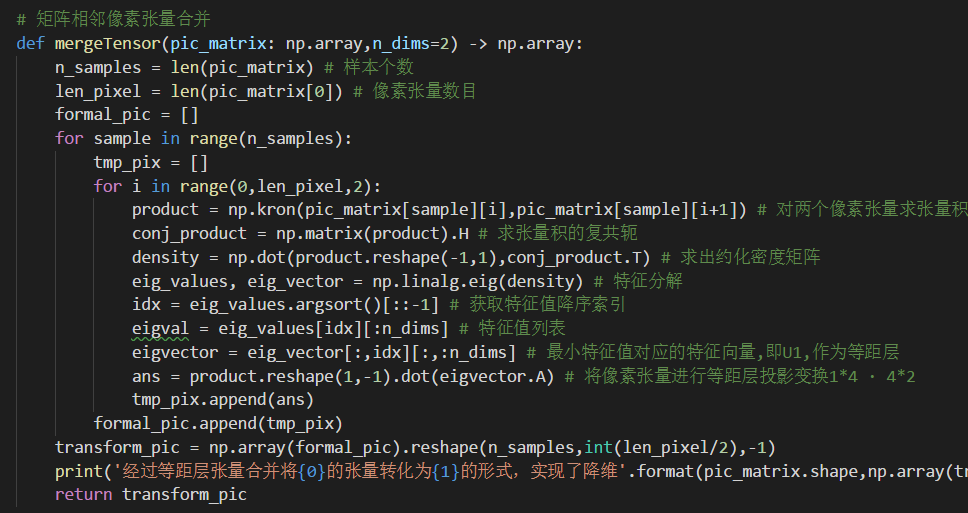 # 矩阵相邻像素张量合并
def mergeTensor(pic_matrix: np.array,n_dims=2) -> np.array:
    n_samples = len(pic_matrix) # 样本个数
    len_pixel = len(pic_matrix[0]) # 像素张量数目
    formal_pic = []
    for sample in range(n_samples):
        tmp_pix = []
        for i in range(0,len_pixel,2):
            product = np.kron(pic_matrix[sample][i],pic_matrix[sample][i+1]) # 对两个像素张量求张量积
            conj_product = np.matrix(product).H # 求张量积的复共轭
            density = np.dot(product.reshape(-1,1),conj_product.T) # 求出约化密度矩阵
            eig_values, eig_vector = np.linalg.eig(density) # 特征分解
            idx = eig_values.argsort()[::-1] # 获取特征值降序索引
            eigval = eig_values[idx][:n_dims] # 特征值列表
            eigvector = eig_vector[:,idx][:,:n_dims] # 最小特征值对应的特征向量,即U1,作为等距层
            ans = product.reshape(1,-1).dot(eigvector.A) # 将像素张量进行等距层投影变换1*4 · 4*2
            tmp_pix.append(ans)
        formal_pic.append(tmp_pix)
    transform_pic = np.array(formal_pic).reshape(n_samples,int(len_pixel/2),-1)
    print('经过等距层张量合并将{0}的张量转化为{1}的形式, 实现了降维'.format(pic_matrix.shape,np.array(tr
    return transform_pic